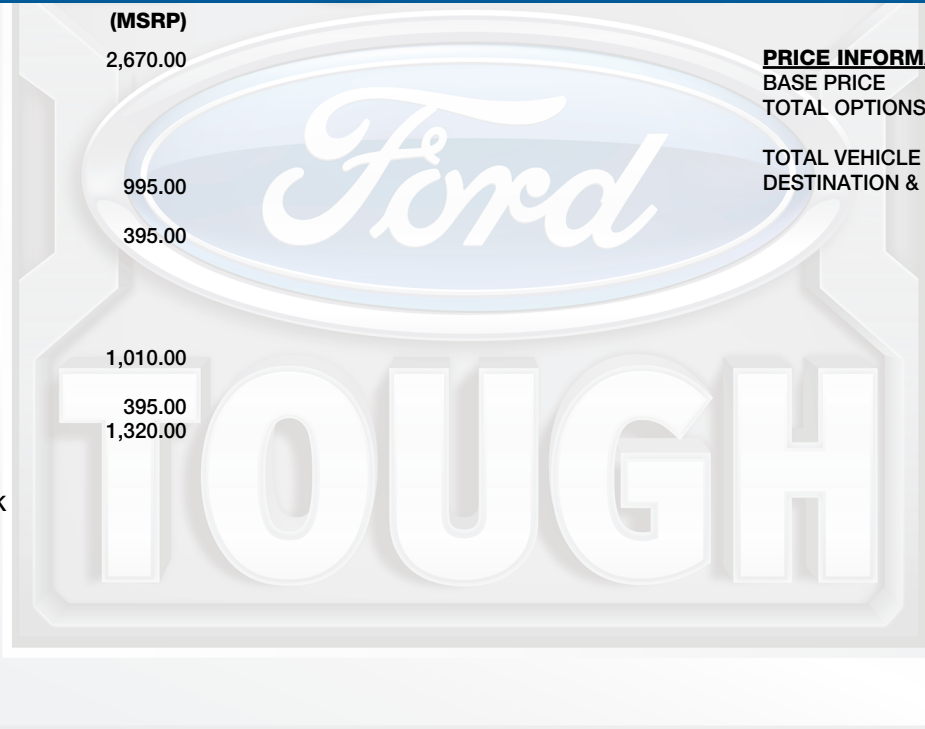 (MSRP)
2,670.00
995.00
395.00
1,010.00
395.00
1,320.00
K
PRICE INFORMA
BASE PRICE
TOTAL OPTIONS
TOTAL VEHICLE
DESTINATION &
Ford
TOUGH